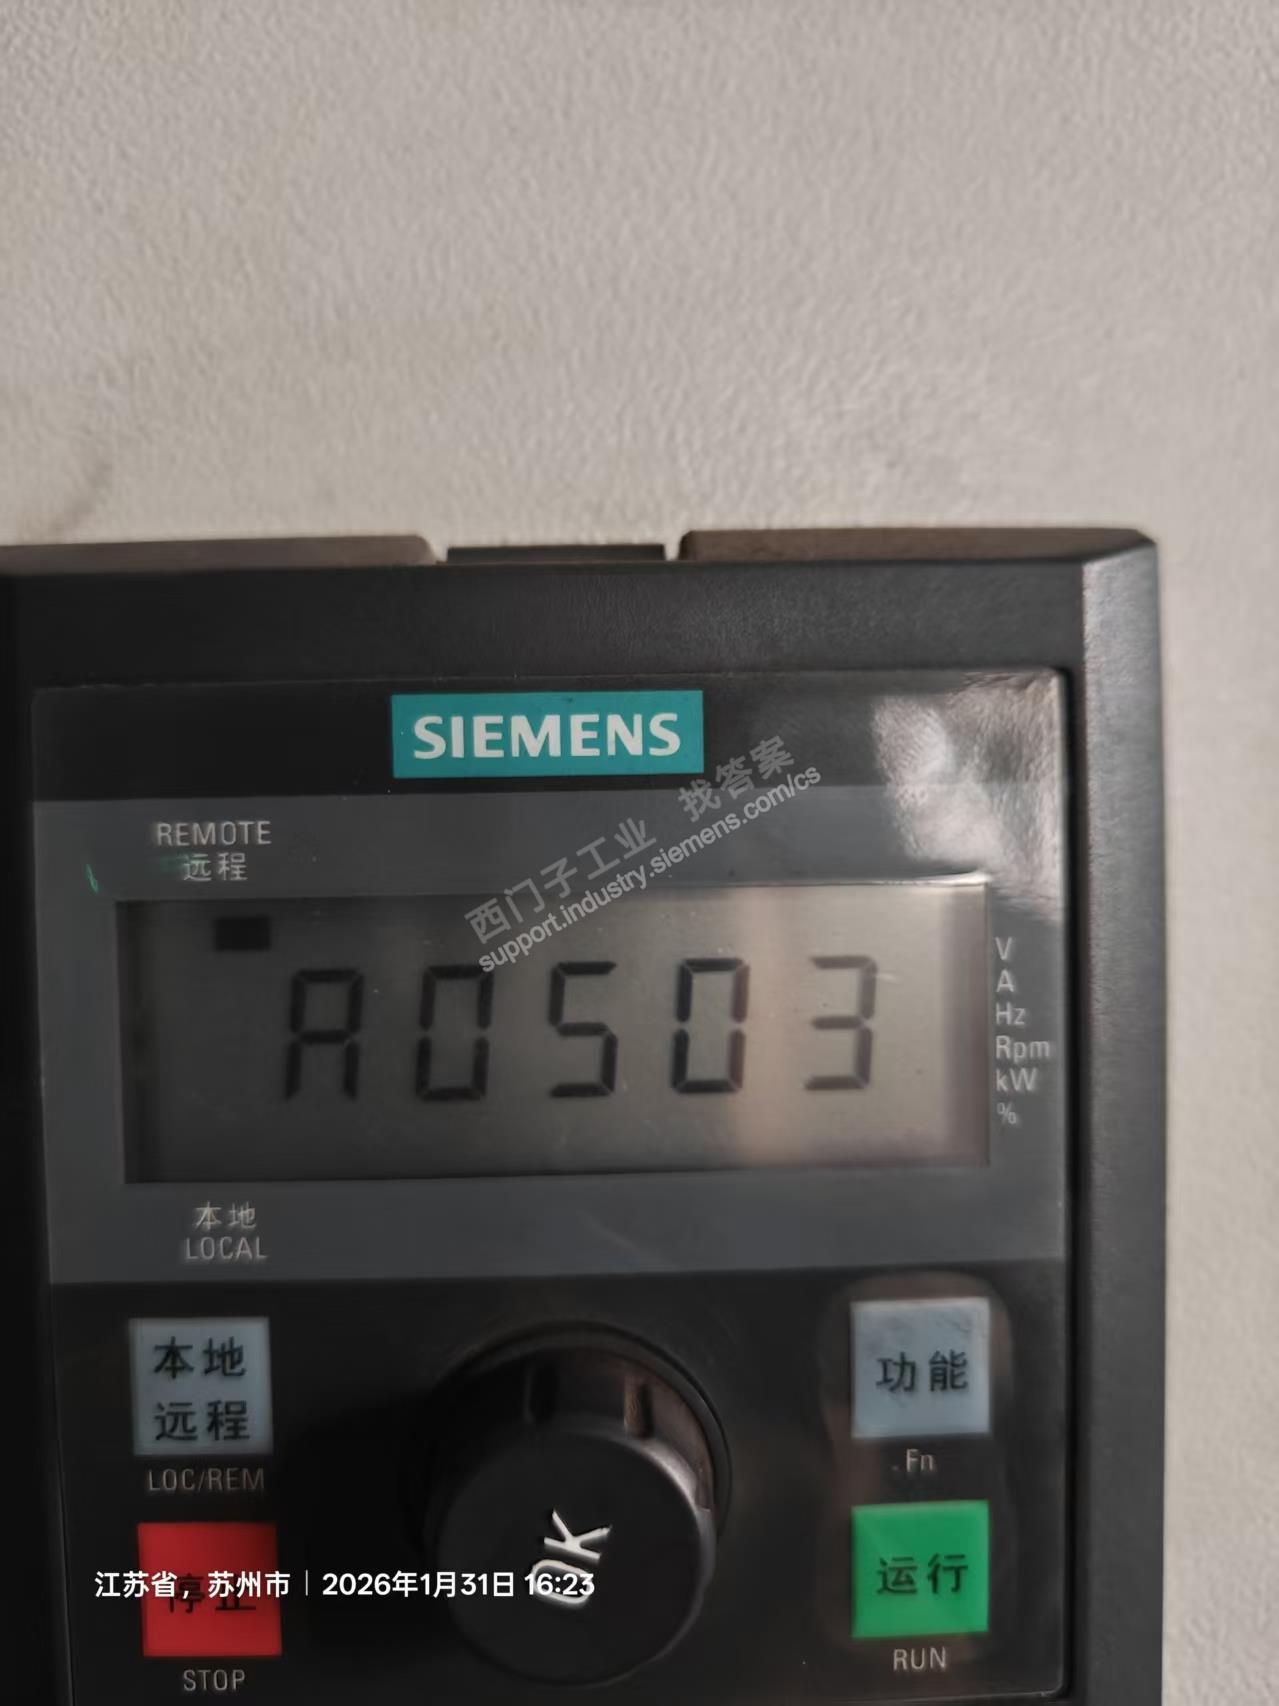 SIEMENS
西门子工业 找答案
support.industry.siemens.com/cs
REMOTE
远程
A0503
V
A
Hz
Rpm
kW
%
本地
LOCAL
本地
远程
LOC/REM
功能
Fn
OK
停止
STOP
运行
RUN
江苏省，苏州市｜2026年1月31日 16:23